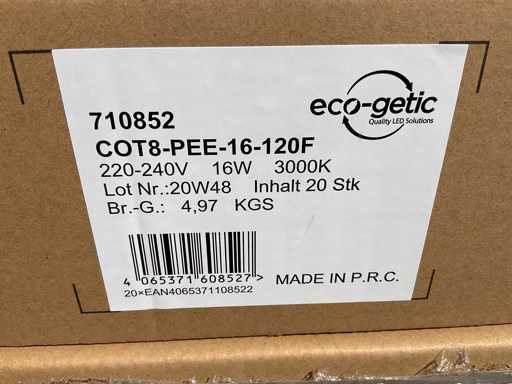 eco-getic
Quality LED Solutions
710852
COT8-PEE-16-120F
220-240V 16W 3000K
Lot Nr.:20W48 Inhalt 20 Stk
Br.-G.: 4,97 KGS
4 065371 608527>
20×EAN4065371108522
MADE IN P.R.C.